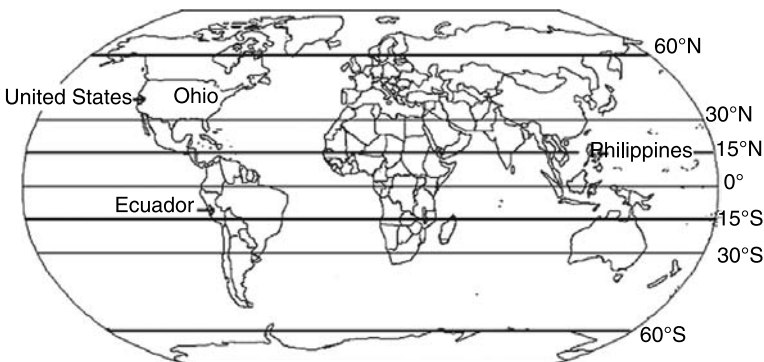 60°N
United States
Ohio
30°N
Philippines
15°N
0°
Ecuador
15°S
30°S
60°S